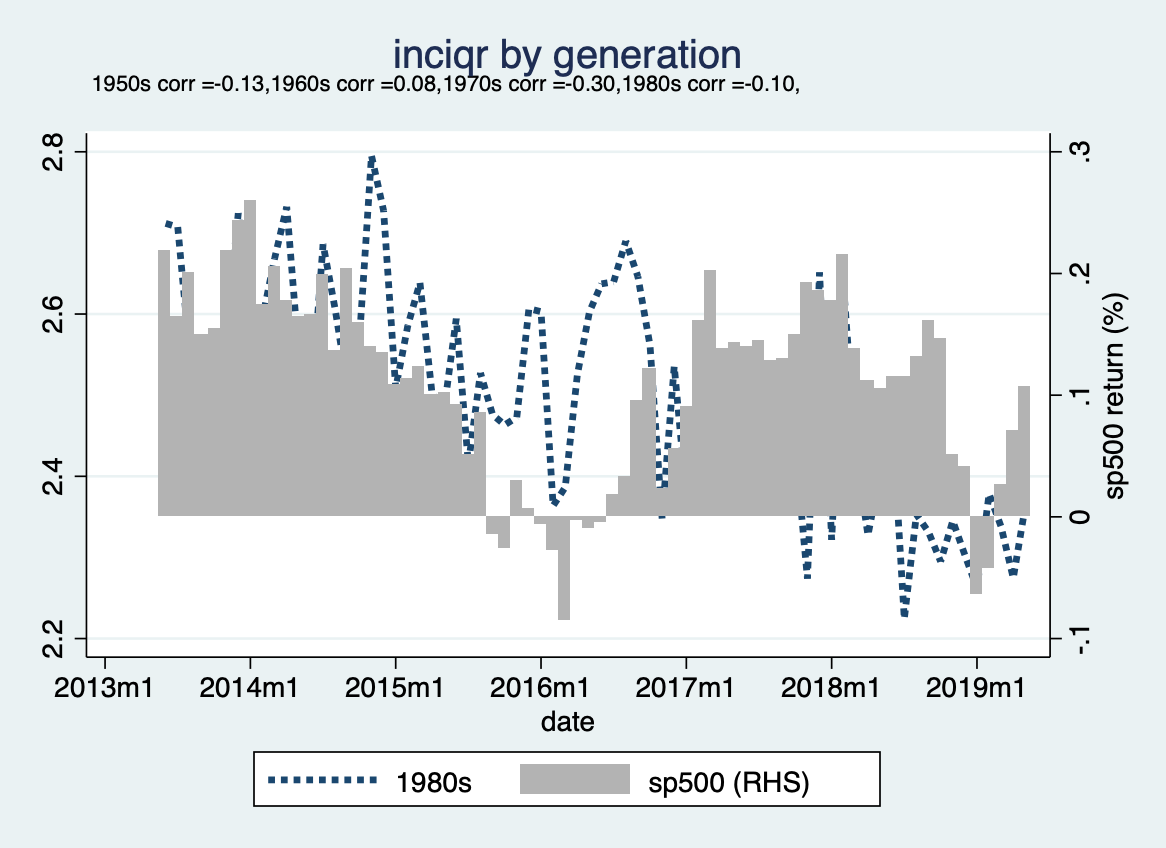 inciqr by generation
1950s corr =-0.13,1960s corr =0.08,1970s corr =-0.30,1980s corr =-0.10,
2.8
2.6
2.4
2.2
.3
.2
.1
0
-.1
sp500 return (%)
2013m1 2014m1 2015m1 2016m1 2017m1 2018m1 2019m1
date
1980s sp500 (RHS)